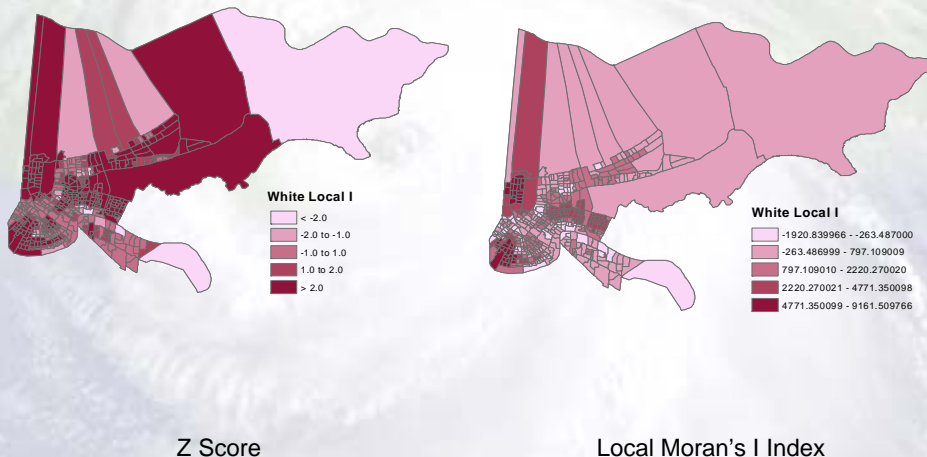 White Local I
< -2.0
-2.0 to -1.0
-1.0 to 1.0
1.0 to 2.0
> 2.0
White Local I
-1920.839966 - -263.487000
-263.486999 - 797.109009
797.109010 - 2220.270020
2220.270021 - 4771.350098
4771.350099 - 9161.509766
Z Score
Local Moran's I Index